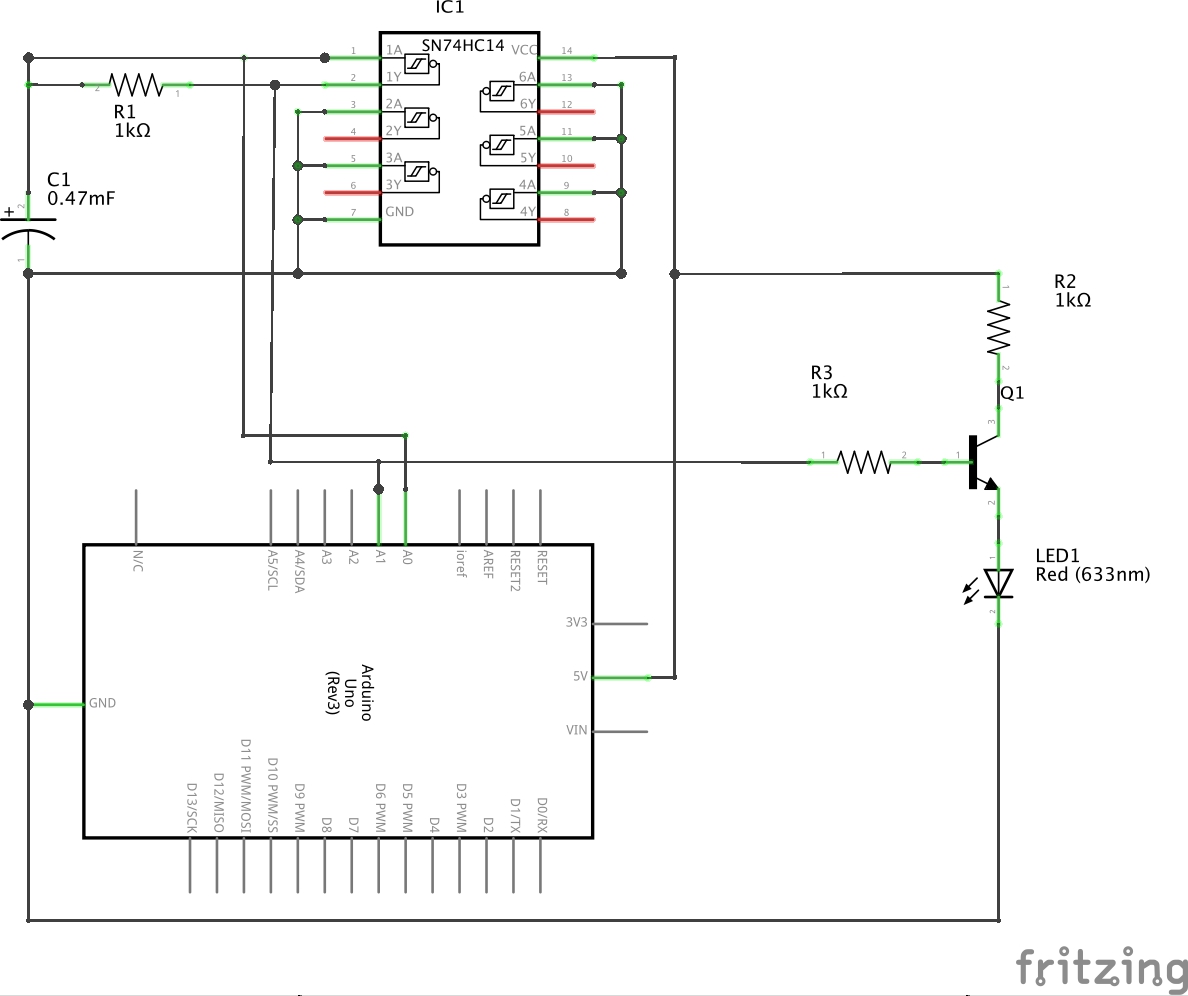 IC1
SN74HC14
1 1A VCC 14
2 1Y 6A 13
3 2A 6Y 12
4 2Y 5A 11
5 3A 5Y 10
6 3Y 4A 9
7 GND 4Y 8
2 1
R1
1kΩ
C1
0.47mF
+
2
1
R2
1kΩ
1
2
R3
1kΩ
1 2
Q1
3
1
2
LED1
Red (633nm)
1
2
N/C
A5/SCL
A4/SDA
A3
A2
A1
A0
ioref
AREF
RESET2
RESET
3V3
5V
VIN
GND
Arduino
Uno
(Rev3)
D13/SCK
D12/MISO
D11 PWM/MOSI
D10 PWM/SS
D9 PWM
D8
D7
D6 PWM
D5 PWM
D4
D3 PWM
D2
D1/TX
D0/RX
fritzing